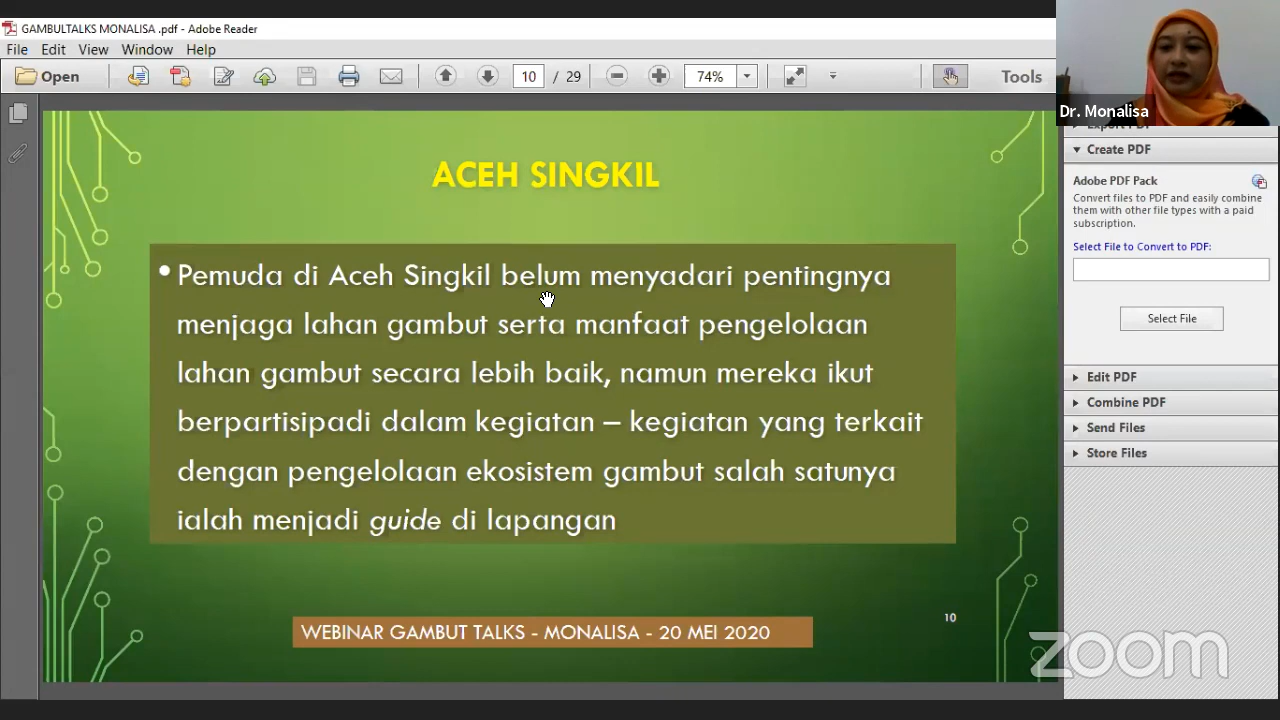 GAMBULTALKS MONALISA .pdf - Adobe Reader
File Edit View Window Help
Open 10 / 29 74% Tools
Dr. Monalisa
Export PDF
Create PDF
Adobe PDF Pack
Convert files to PDF and easily combine
them with other file types with a paid
subscription.
Select File to Convert to PDF:
Select File
Edit PDF
Combine PDF
Send Files
Store Files
ACEH SINGKIL
• Pemuda di Aceh Singkil belum menyadari pentingnya
menjaga lahan gambut serta manfaat pengelolaan
lahan gambut secara lebih baik, namun mereka ikut
berpartisipadi dalam kegiatan – kegiatan yang terkait
dengan pengelolaan ekosistem gambut salah satunya
ialah menjadi guide di lapangan
10
WEBINAR GAMBUT TALKS - MONALISA - 20 MEI 2020
zoom